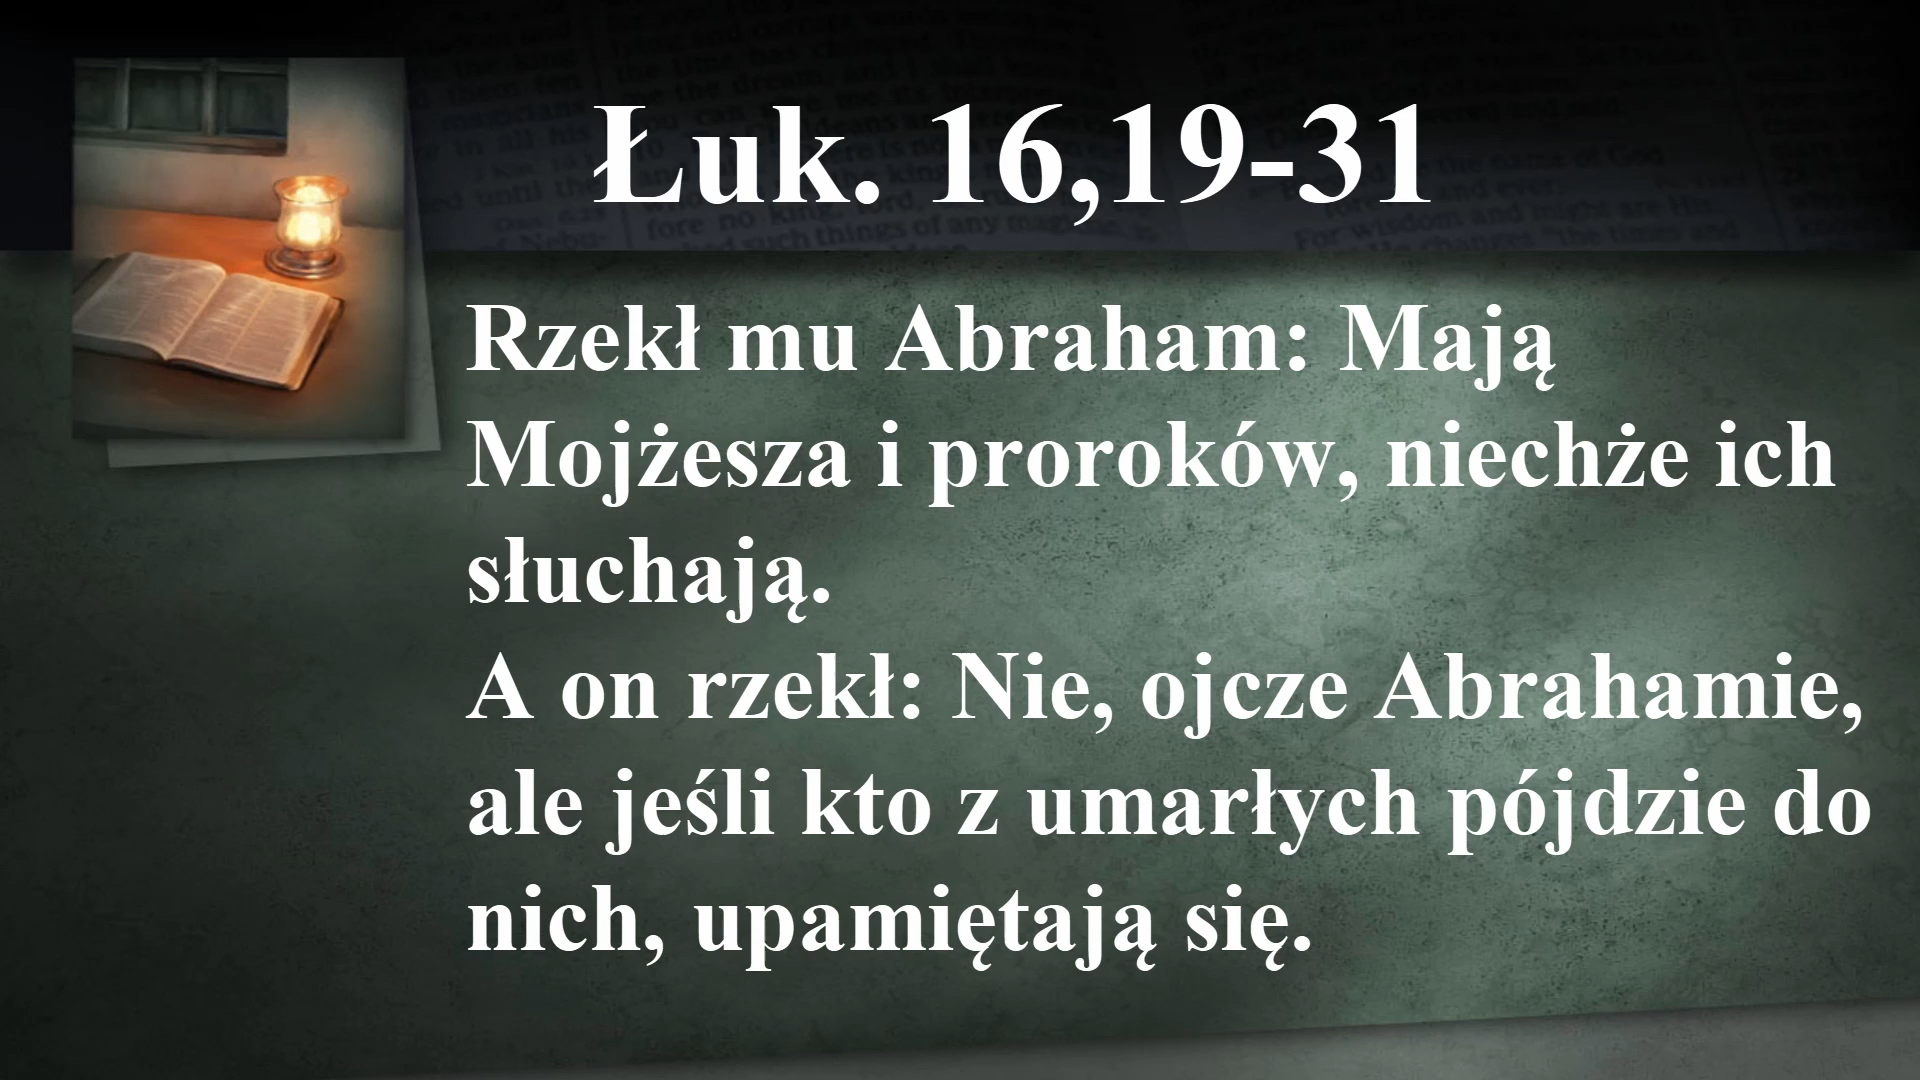 Łuk. 16,19-31
Rzekł mu Abraham: Mają
Mojżesza i proroków, niechże ich
słuchają.
A on rzekł: Nie, ojcze Abrahamie,
ale jeśli kto z umarłych pójdzie do
nich, upamiętają się.